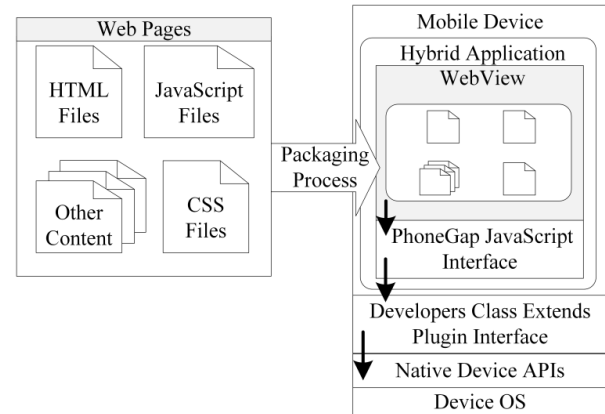 Web Pages
HTML
Files
JavaScript
Files
Other
Content
CSS
Files
Packaging
Process
Mobile Device
Hybrid Application
WebView
PhoneGap JavaScript
Interface
Developers Class Extends
Plugin Interface
Native Device APIs
Device OS